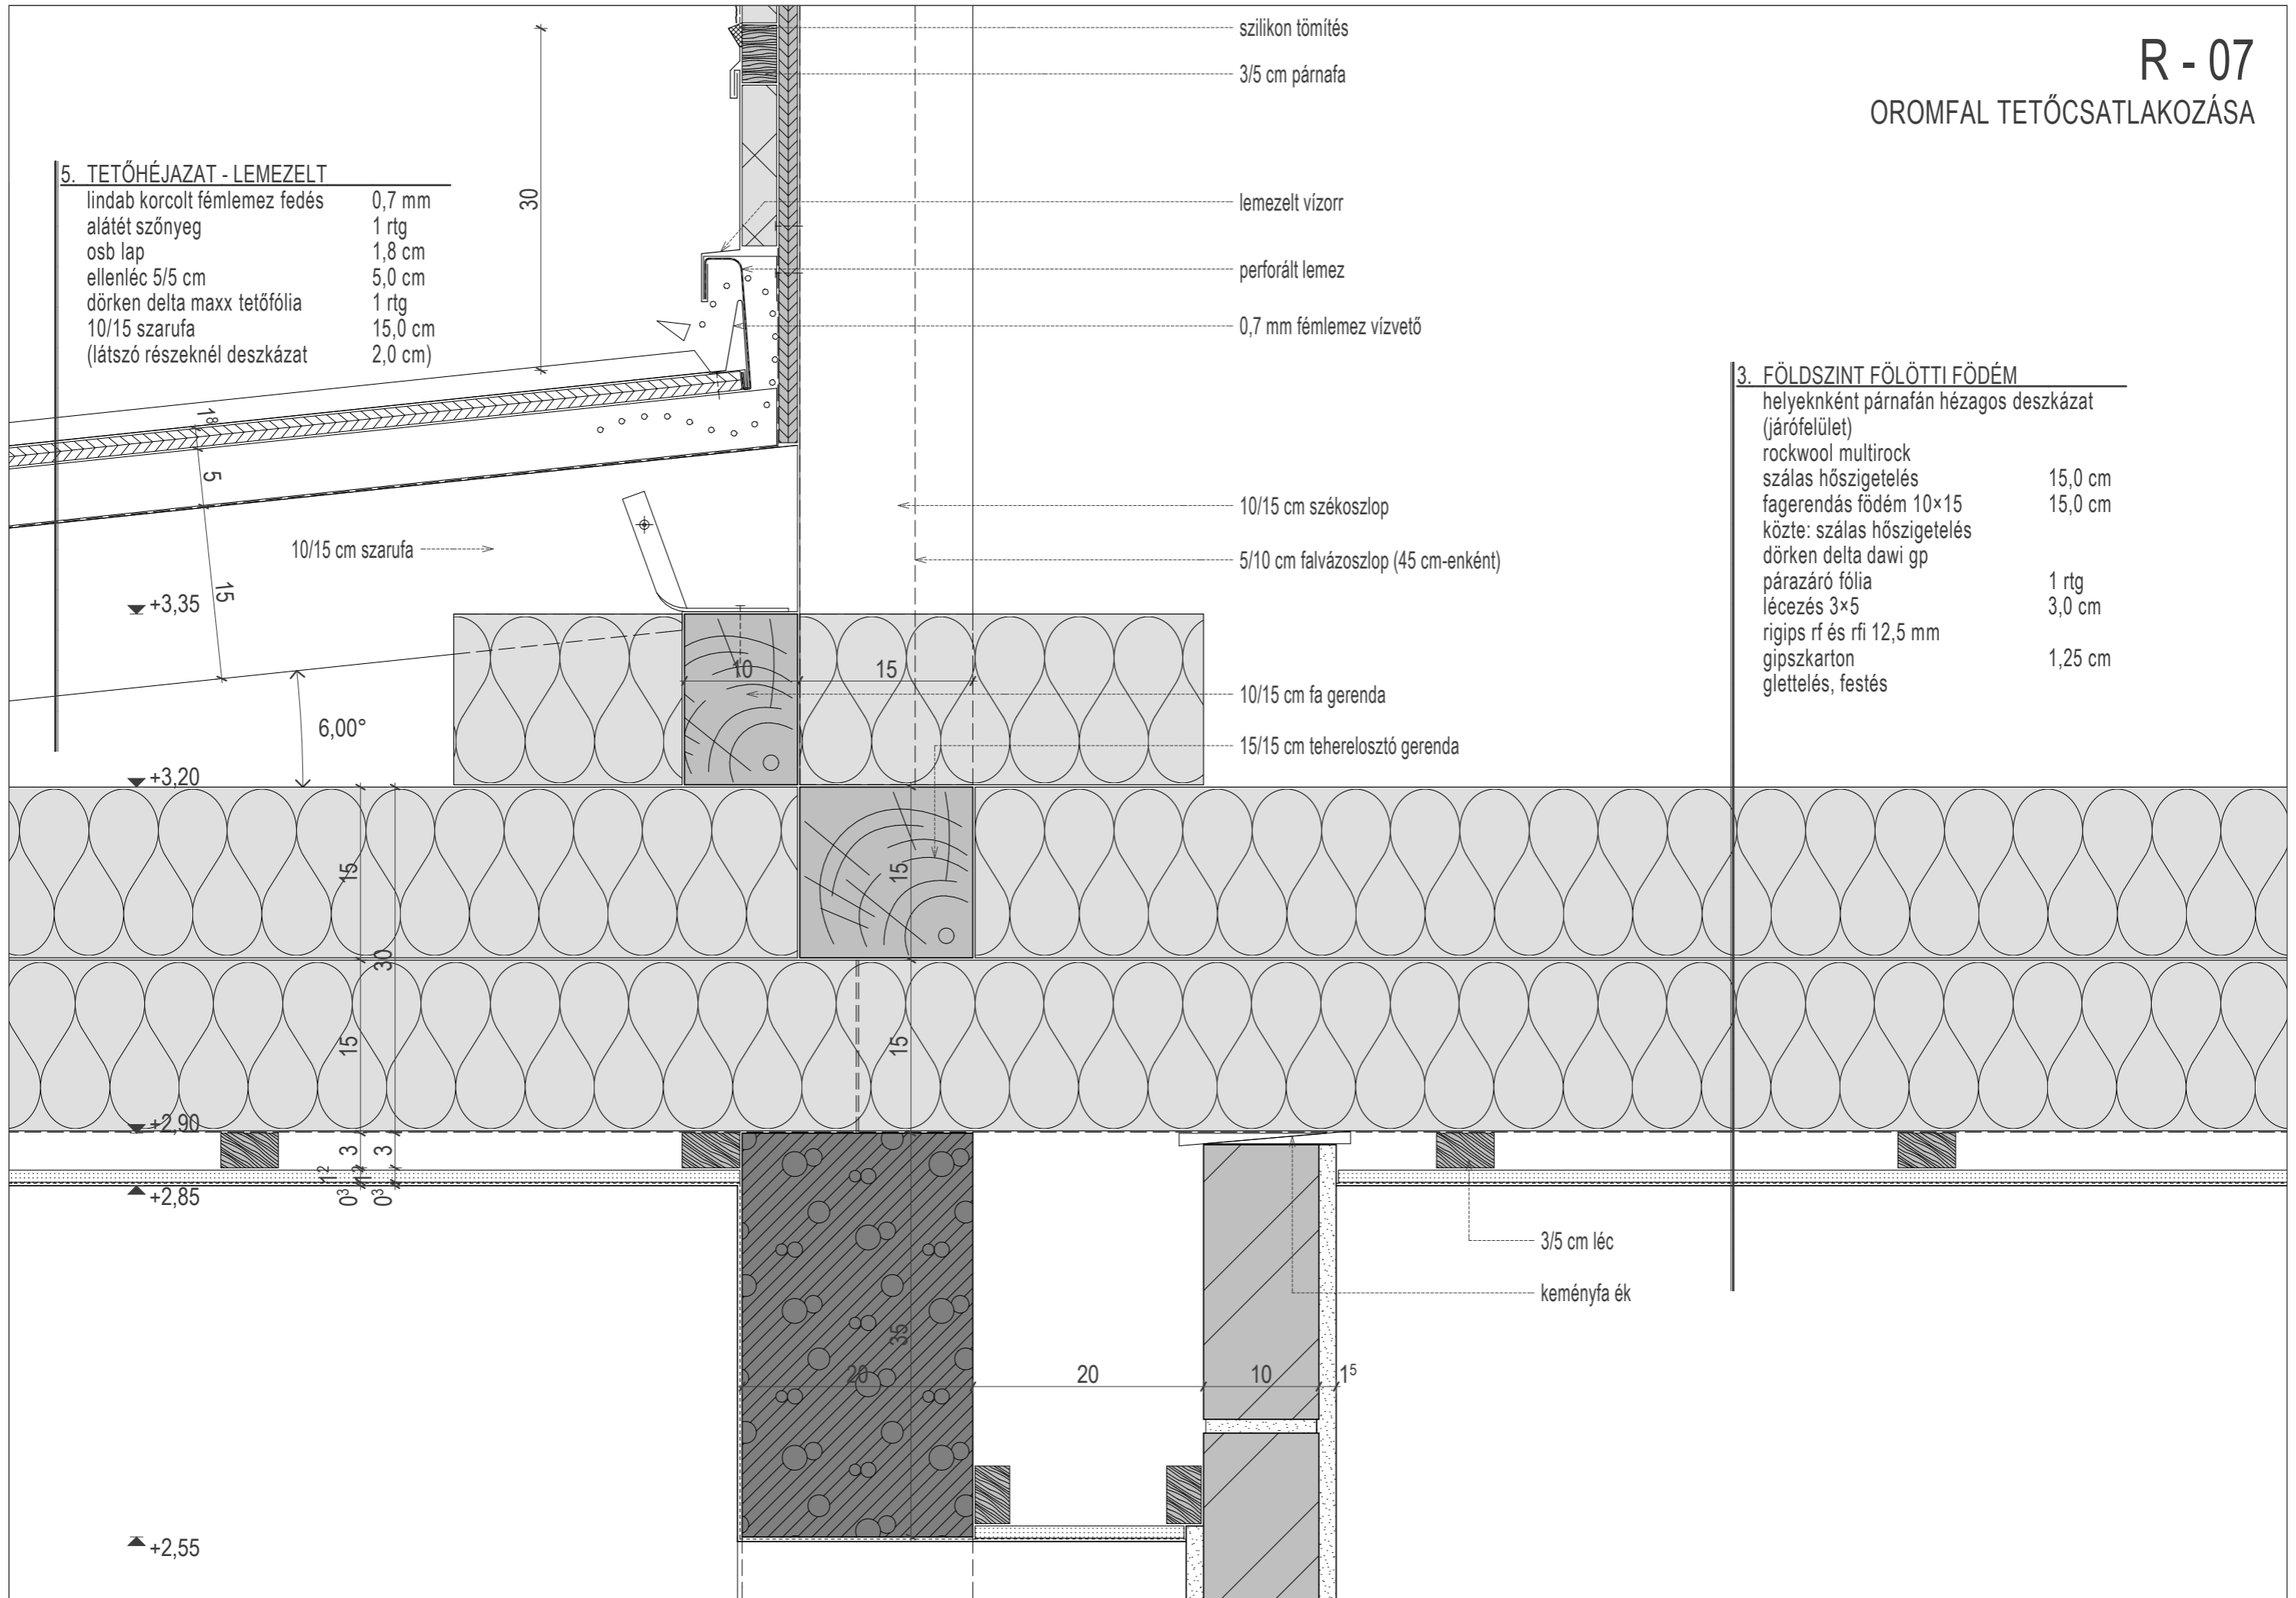 R - 07
OROMFAL TETŐCSATLAKOZÁSA
szilikon tömítés
3/5 cm párnafa
lemezelt vízorr
perforált lemez
0,7 mm fémlemez vízvető
5. TETŐHÉJAZAT - LEMEZELT
lindab korcolt fémlemez fedés 0,7 mm
alátét szőnyeg 1 rtg
osb lap 1,8 cm
ellenléc 5/5 cm 5,0 cm
dörken delta maxx tetőfólia 1 rtg
10/15 szarufa 15,0 cm
(látszó részeknél deszkázat 2,0 cm)
30
3. FÖLDSZINT FÖLÖTTI FÖDÉM
helyeknként párnafán hézagos deszkázat
(járófelület)
rockwool multirock
szálas hőszigetelés 15,0 cm
fagerendás födém 10×15 15,0 cm
közte: szálas hőszigetelés
dörken delta dawi gp
párazáró fólia 1 rtg
lécezés 3×5 3,0 cm
rigips rf és rfi 12,5 mm
gipszkarton 1,25 cm
glettelés, festés
1⁸
5
15
10/15 cm szarufa
10/15 cm székoszlop
5/10 cm falvázoszlop (45 cm-enként)
+3,35
10
15
10/15 cm fa gerenda
15/15 cm teherelosztó gerenda
6,00°
+3,20
15
15
30
15
15
+2,90
3
3
1²
1²
0³
0³
+2,85
3/5 cm léc
keményfa ék
35
20
20
10
1⁵
+2,55